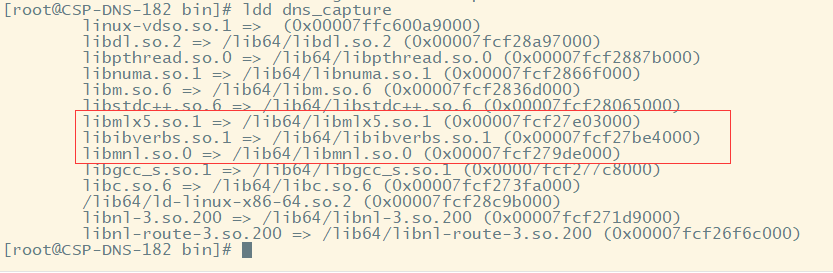 [root@CSP-DNS-182 bin]# ldd dns_capture
linux-vdso.so.1 =>  (0x00007ffc600a9000)
libdl.so.2 => /lib64/libdl.so.2 (0x00007fcf28a97000)
libpthread.so.0 => /lib64/libpthread.so.0 (0x00007fcf2887b000)
libnuma.so.1 => /lib64/libnuma.so.1 (0x00007fcf2866f000)
libm.so.6 => /lib64/libm.so.6 (0x00007fcf2836d000)
libstdc++.so.6 => /lib64/libstdc++.so.6 (0x00007fcf28065000)
libmlx5.so.1 => /lib64/libmlx5.so.1 (0x00007fcf27e03000)
libibverbs.so.1 => /lib64/libibverbs.so.1 (0x00007fcf27be4000)
libmnl.so.0 => /lib64/libmnl.so.0 (0x00007fcf279de000)
libgcc_s.so.1 => /lib64/libgcc_s.so.1 (0x00007fcf277c8000)
libc.so.6 => /lib64/libc.so.6 (0x00007fcf273fa000)
/lib64/ld-linux-x86-64.so.2 (0x00007fcf28c9b000)
libnl-3.so.200 => /lib64/libnl-3.so.200 (0x00007fcf271d9000)
libnl-route-3.so.200 => /lib64/libnl-route-3.so.200 (0x00007fcf26f6c000)
[root@CSP-DNS-182 bin]#